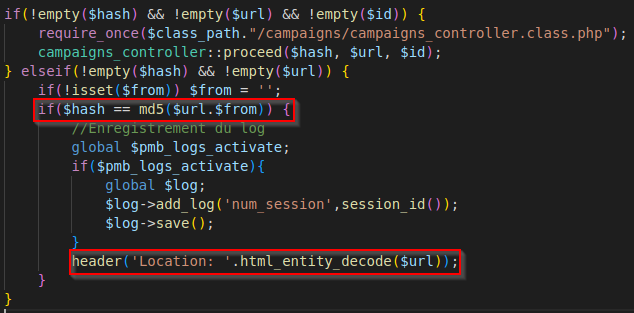 if(!empty($hash) && !empty($url) && !empty($id)) {
    require_once($class_path."/campaigns/campaigns_controller.class.php");
    campaigns_controller::proceed($hash, $url, $id);
} elseif(!empty($hash) && !empty($url)) {
    if(!isset($from)) $from = '';
    if($hash == md5($url.$from)) {
        //Enregistrement du log
        global $pmb_logs_activate;
        if($pmb_logs_activate){
            global $log;
            $log->add_log('num_session',session_id());
            $log->save();
        }
        header('Location: '.html_entity_decode($url));
    }
}